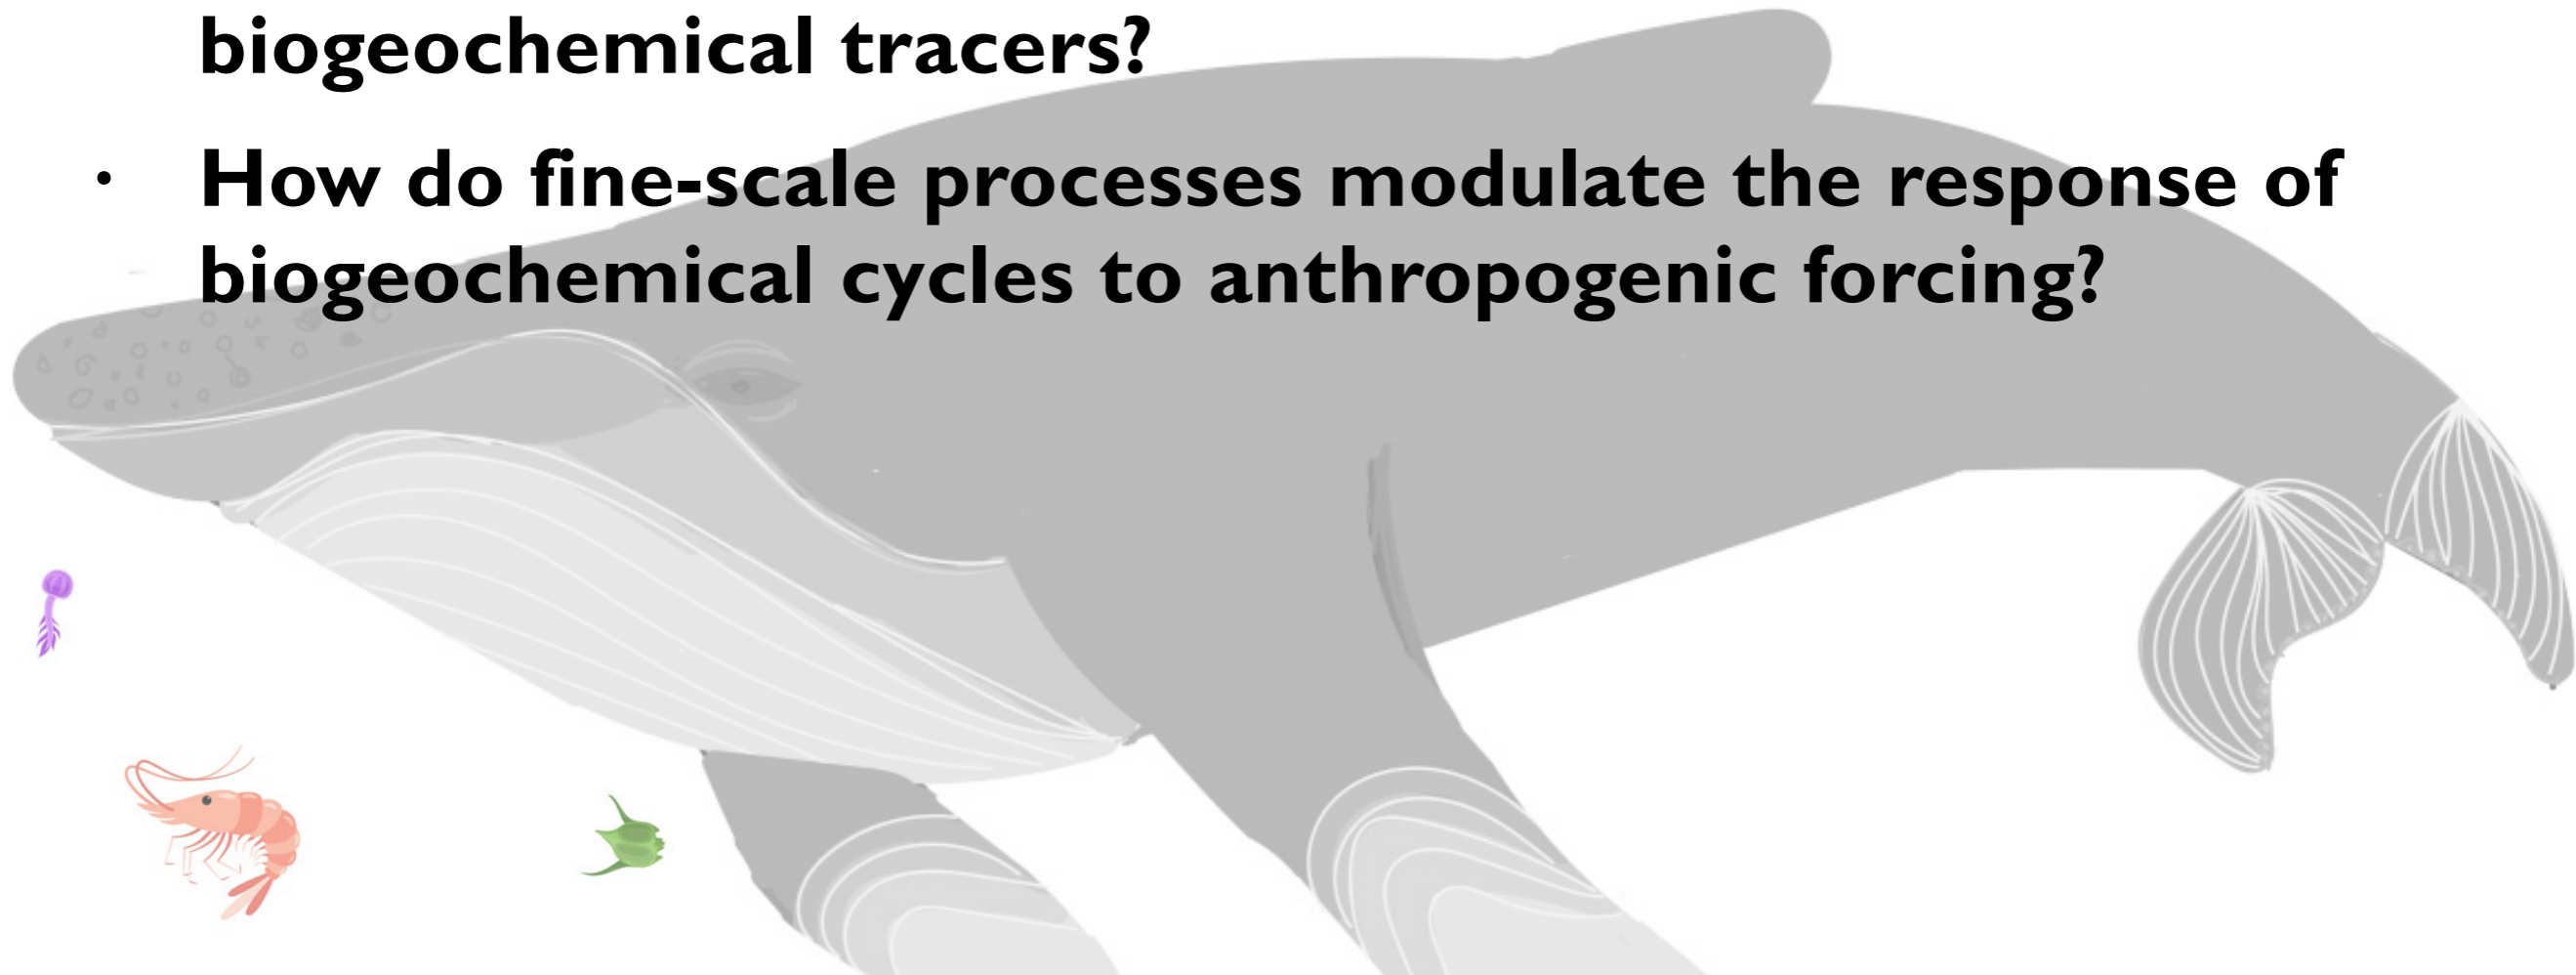 biogeochemical tracers?
• How do fine-scale processes modulate the response of
biogeochemical cycles to anthropogenic forcing?